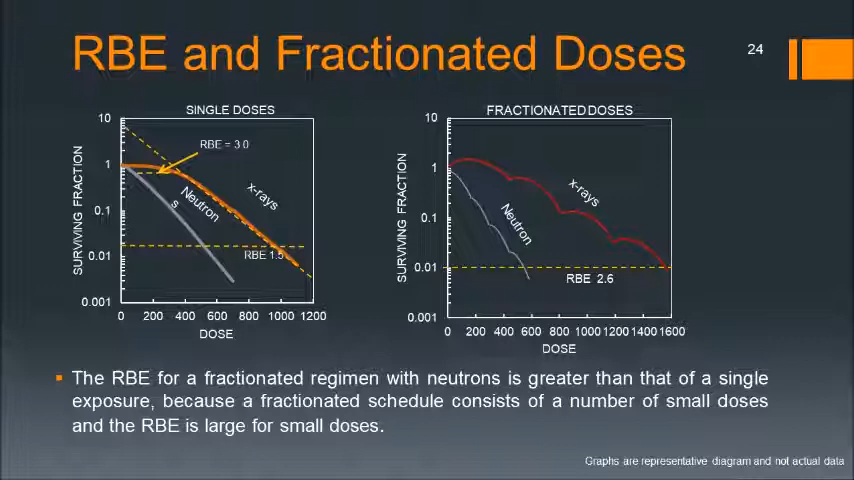 RBE and Fractionated Doses
24
SINGLE DOSES
10
1
0.1
0.01
0.001
SURVIVING FRACTION
RBE = 3.0
Neutron
s
x-rays
RBE 1.5
0 200 400 600 800 1000 1200
DOSE
FRACTIONATED DOSES
10
1
0.1
0.01
0.001
SURVIVING FRACTION
Neutron
x-rays
RBE 2.6
0 200 400 600 800 1000 1200 1400 1600
DOSE
▪ The RBE for a fractionated regimen with neutrons is greater than that of a single
exposure, because a fractionated schedule consists of a number of small doses
and the RBE is large for small doses.
Graphs are representative diagram and not actual data